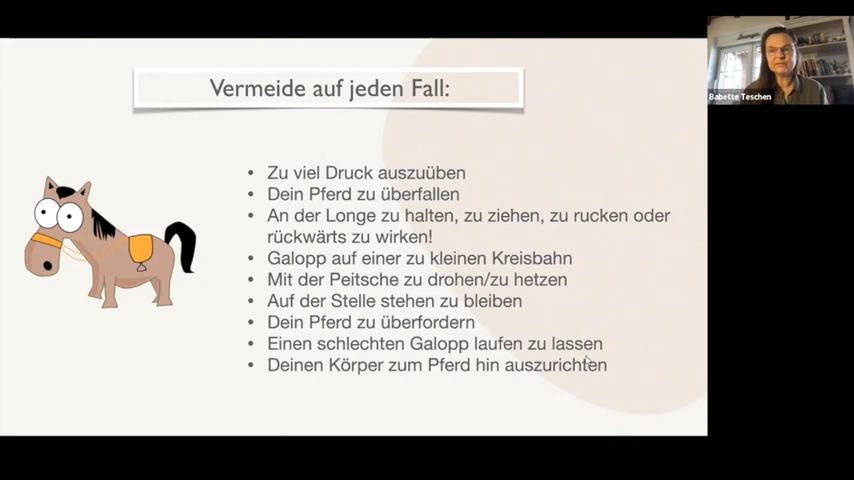 Vermeide auf jeden Fall:
• Zu viel Druck auszuüben
• Dein Pferd zu überfallen
• An der Longe zu halten, zu ziehen, zu rucken oder
rückwärts zu wirken!
• Galopp auf einer zu kleinen Kreisbahn
• Mit der Peitsche zu drohen/zu hetzen
• Auf der Stelle stehen zu bleiben
• Dein Pferd zu überfordern
• Einen schlechten Galopp laufen zu lassen
• Deinen Körper zum Pferd hin auszurichten
Babette Teschen